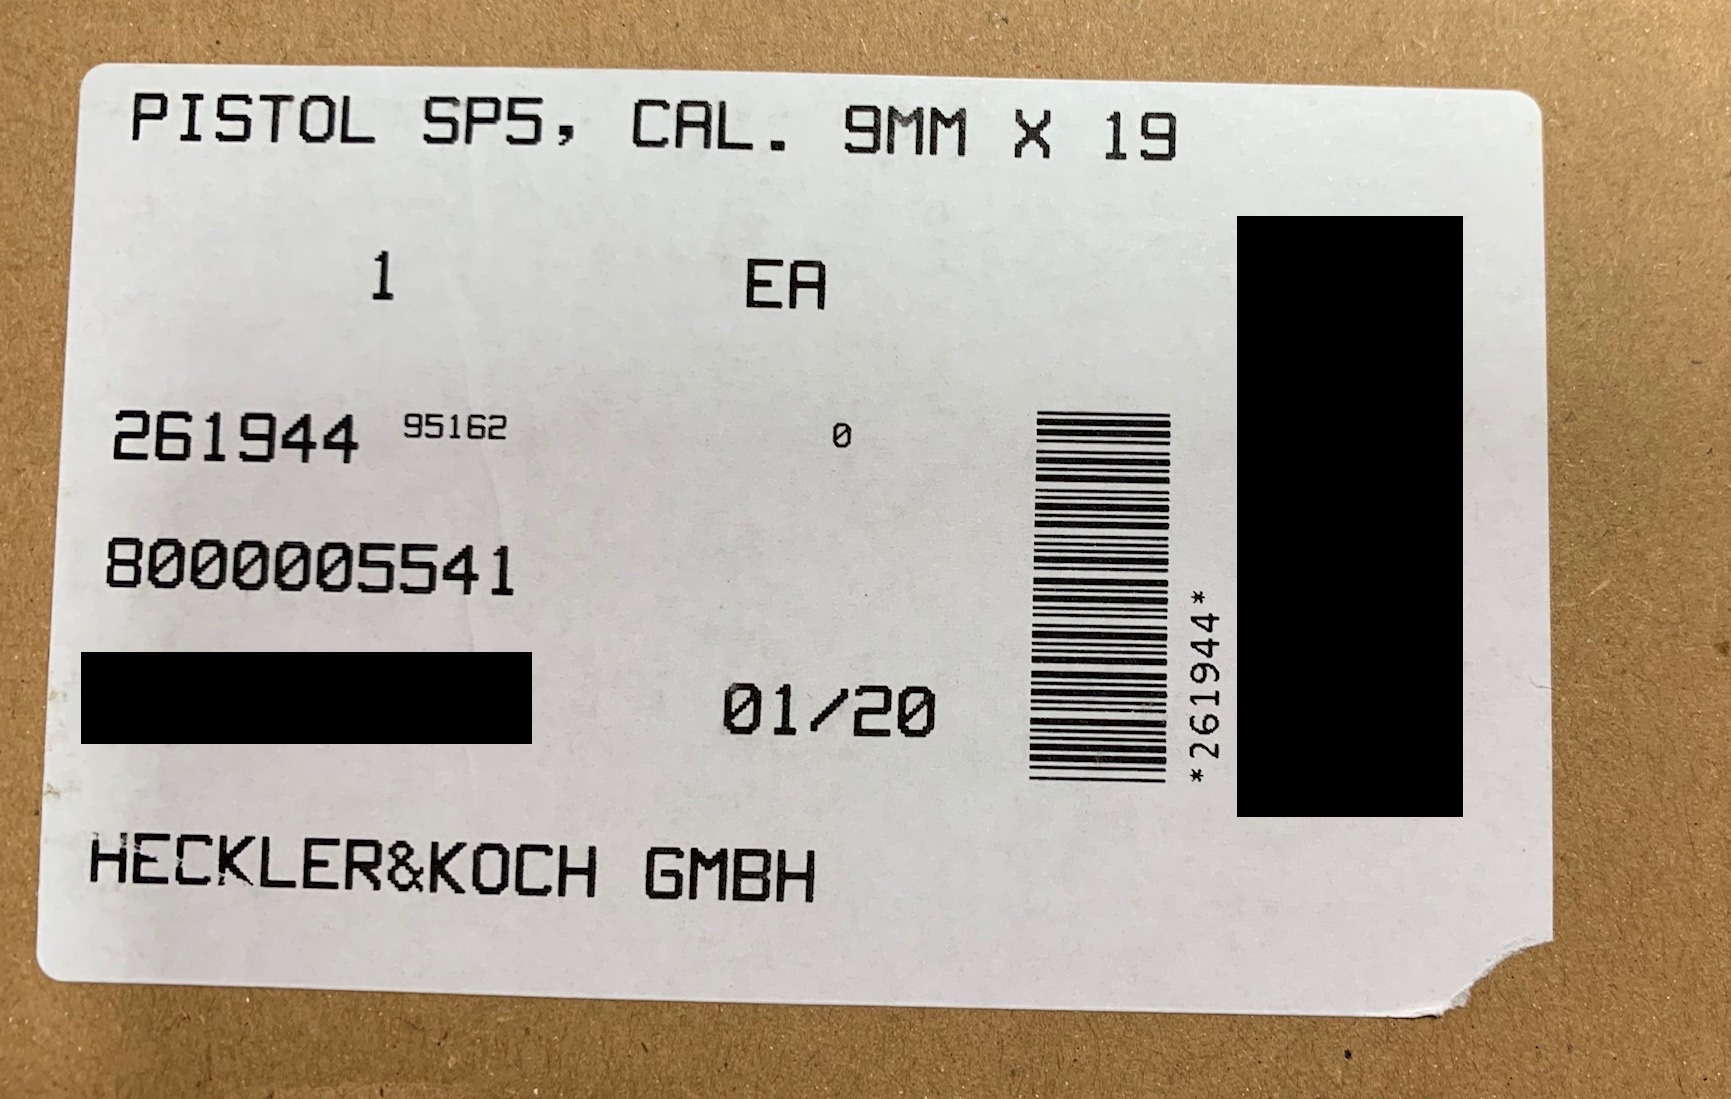 PISTOL SP5, CAL. 9MM X 19
1 EA
261944 95162 0
8000005541
01/20
*261944*
HECKLER&KOCH GMBH